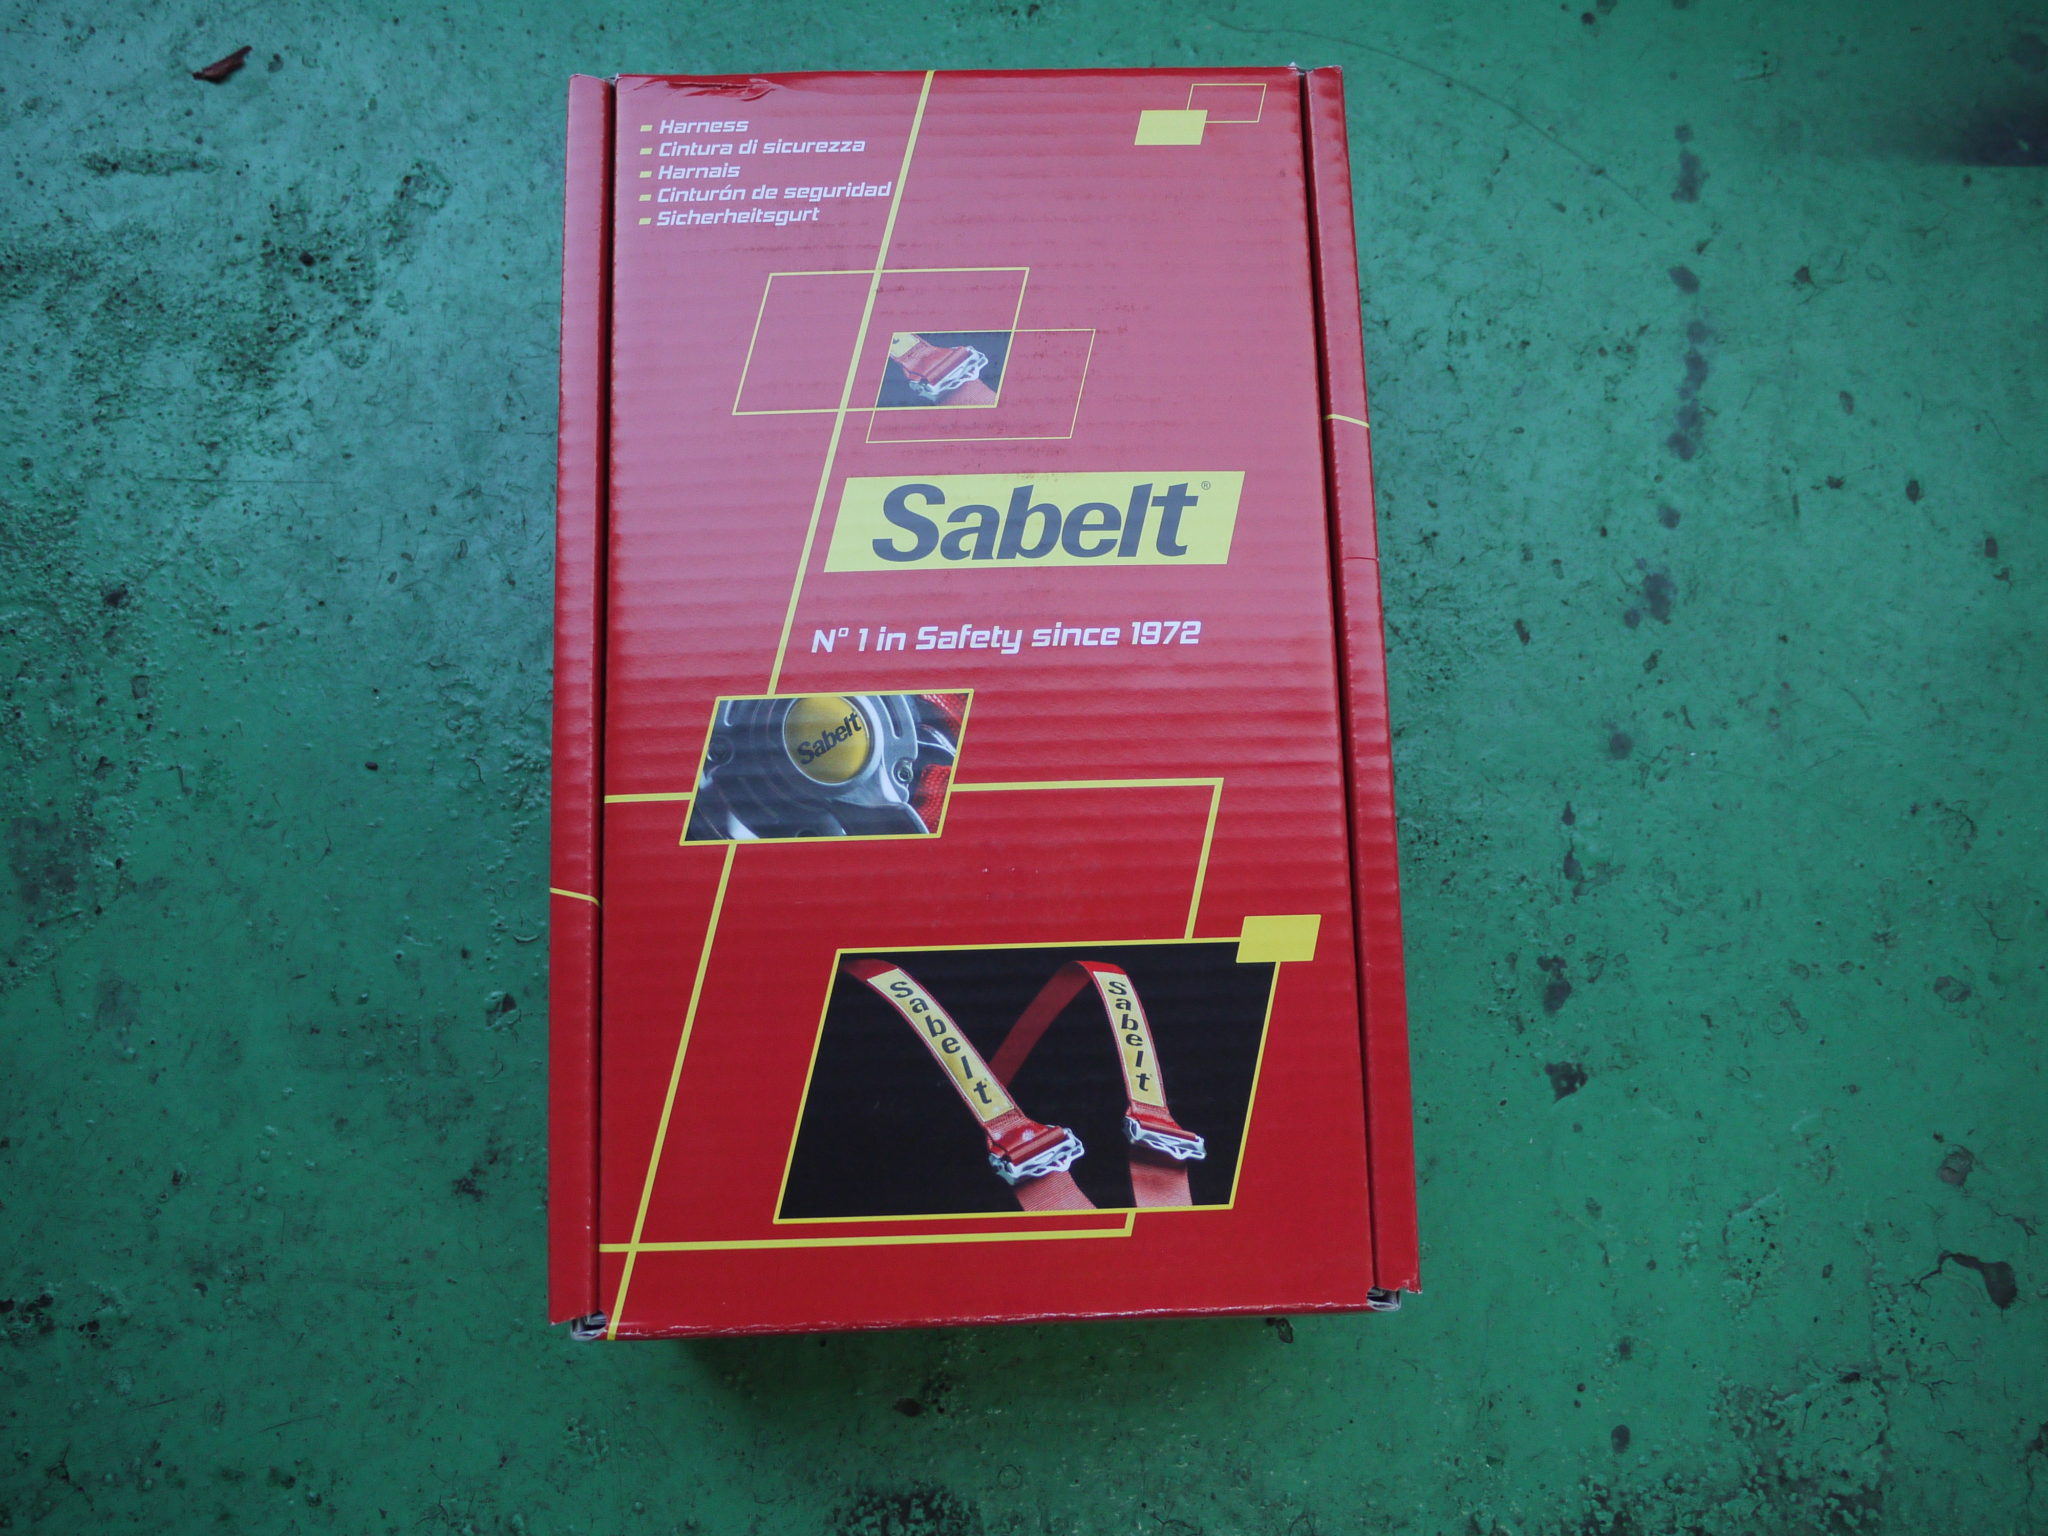 Harness
Cintura di sicurezza
Harnais
Cinturón de seguridad
Sicherheitsgurt
Sabelt®
N° 1 in Safety since 1972
Sabelt
Sabelt
Sabelt